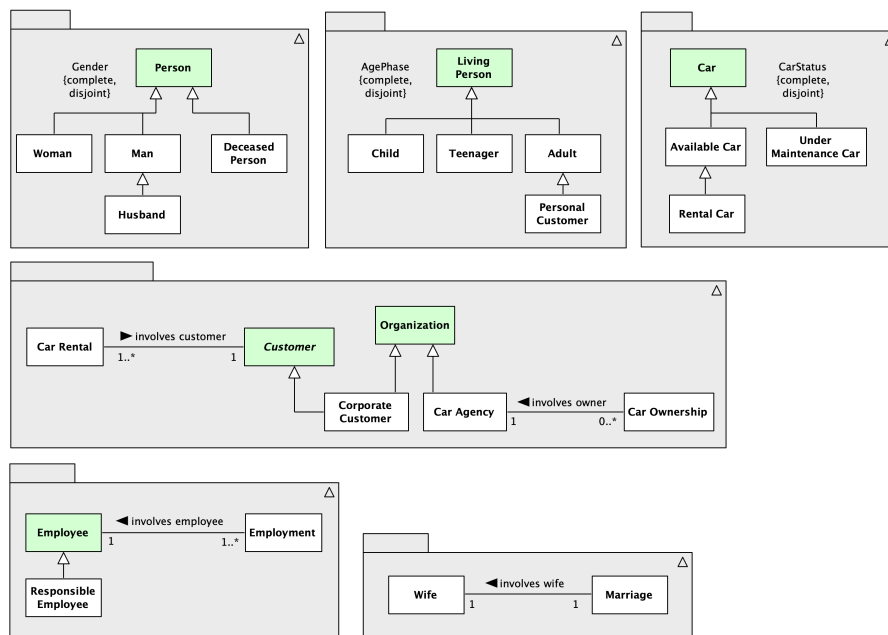 Gender
{complete,
disjoint}
Person
Woman
Man
Deceased
Person
Husband
AgePhase
{complete,
disjoint}
Living
Person
Child
Teenager
Adult
Personal
Customer
Car
CarStatus
{complete,
disjoint}
Available Car
Under
Maintenance Car
Rental Car
Car Rental
involves customer
1..*
1
Customer
Organization
Corporate
Customer
Car Agency
involves owner
1
0..*
Car Ownership
Employee
involves employee
1
1..*
Employment
Responsible
Employee
Wife
involves wife
1
1
Marriage